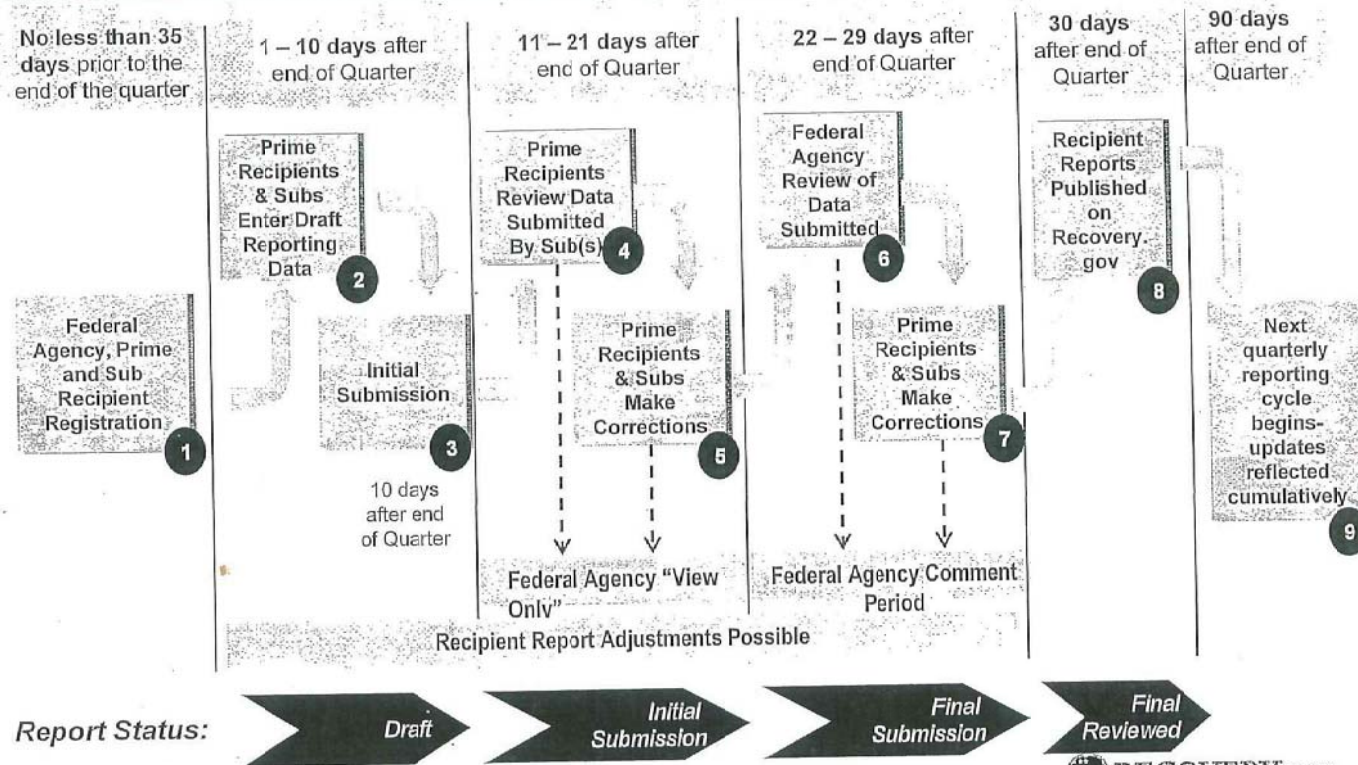 No less than 35
days prior to the
end of the quarter
1 – 10 days after
end of Quarter
11 – 21 days after
end of Quarter
22 – 29 days after
end of Quarter
30 days
after end of
Quarter
90 days
after end of
Quarter
Federal
Agency, Prime
and Sub
Recipient
Registration
1
Prime
Recipients
& Subs
Enter Draft
Reporting
Data
2
Initial
Submission
3
10 days
after end
of Quarter
Prime
Recipients
Review Data
Submitted
By Sub(s)
4
Prime
Recipients
& Subs
Make
Corrections
5
Federal
Agency
Review of
Data
Submitted
6
Prime
Recipients
& Subs
Make
Corrections
7
Recipient
Reports
Published
on
Recovery.
gov
8
Next
quarterly
reporting
cycle
begins-
updates
reflected
cumulatively
9
Federal Agency “View
Only”
Federal Agency Comment
Period
Recipient Report Adjustments Possible
Report Status:
Draft
Initial
Submission
Final
Submission
Final
Reviewed